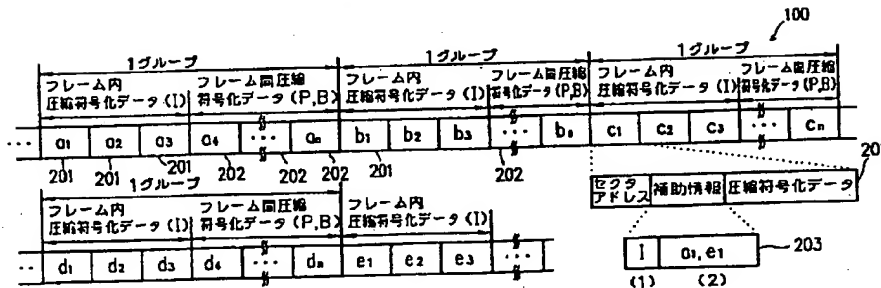 100
1グループ 1グループ 1グループ
フレーム内 フレーム間圧縮 フレーム内 フレーム間圧縮 フレーム内 フレーム間圧縮
圧縮符号化データ(I) 符号化データ(P,B) 圧縮符号化データ(I) 符号化データ(P,B) 圧縮符号化データ(I) 符号化データ(P,B)
… a1 a2 a3 a4 … an b1 b2 b3 … bn c1 c2 c3 … cn
201 201 201 202 202 202 201 202
1グループ
フレーム内 フレーム間圧縮 フレーム内
圧縮符号化データ(I) 符号化データ(P,B) 圧縮符号化データ(I)
… d1 d2 d3 d4 … dn e1 e2 e3 …
20
セクタ 補助情報 圧縮符号化データ
アドレス
I a1, e1 203
(1) (2)